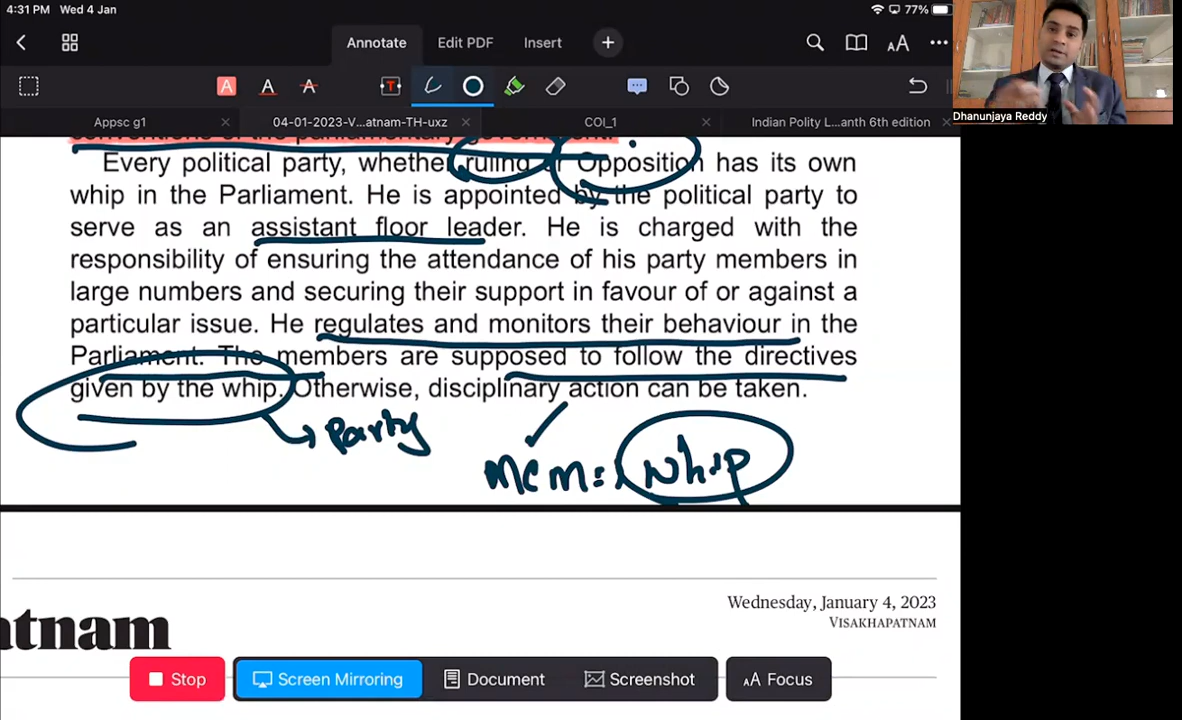 4:31 PM Wed 4 Jan
77%
Annotate Edit PDF Insert
Dhanunjaya Reddy
Appsc g1 04-01-2023-V...atnam-TH-uxz COI_1 Indian Polity L...anth 6th edition
conventions of the parliamentary government.
Every political party, whether ruling or Opposition has its own
whip in the Parliament. He is appointed by the political party to
serve as an assistant floor leader. He is charged with the
responsibility of ensuring the attendance of his party members in
large numbers and securing their support in favour of or against a
particular issue. He regulates and monitors their behaviour in the
Parliament. The members are supposed to follow the directives
given by the whip. Otherwise, disciplinary action can be taken.
Party
Whip
Wednesday, January 4, 2023
VISAKHAPATNAM
atnam
Stop Screen Mirroring Document Screenshot AA Focus